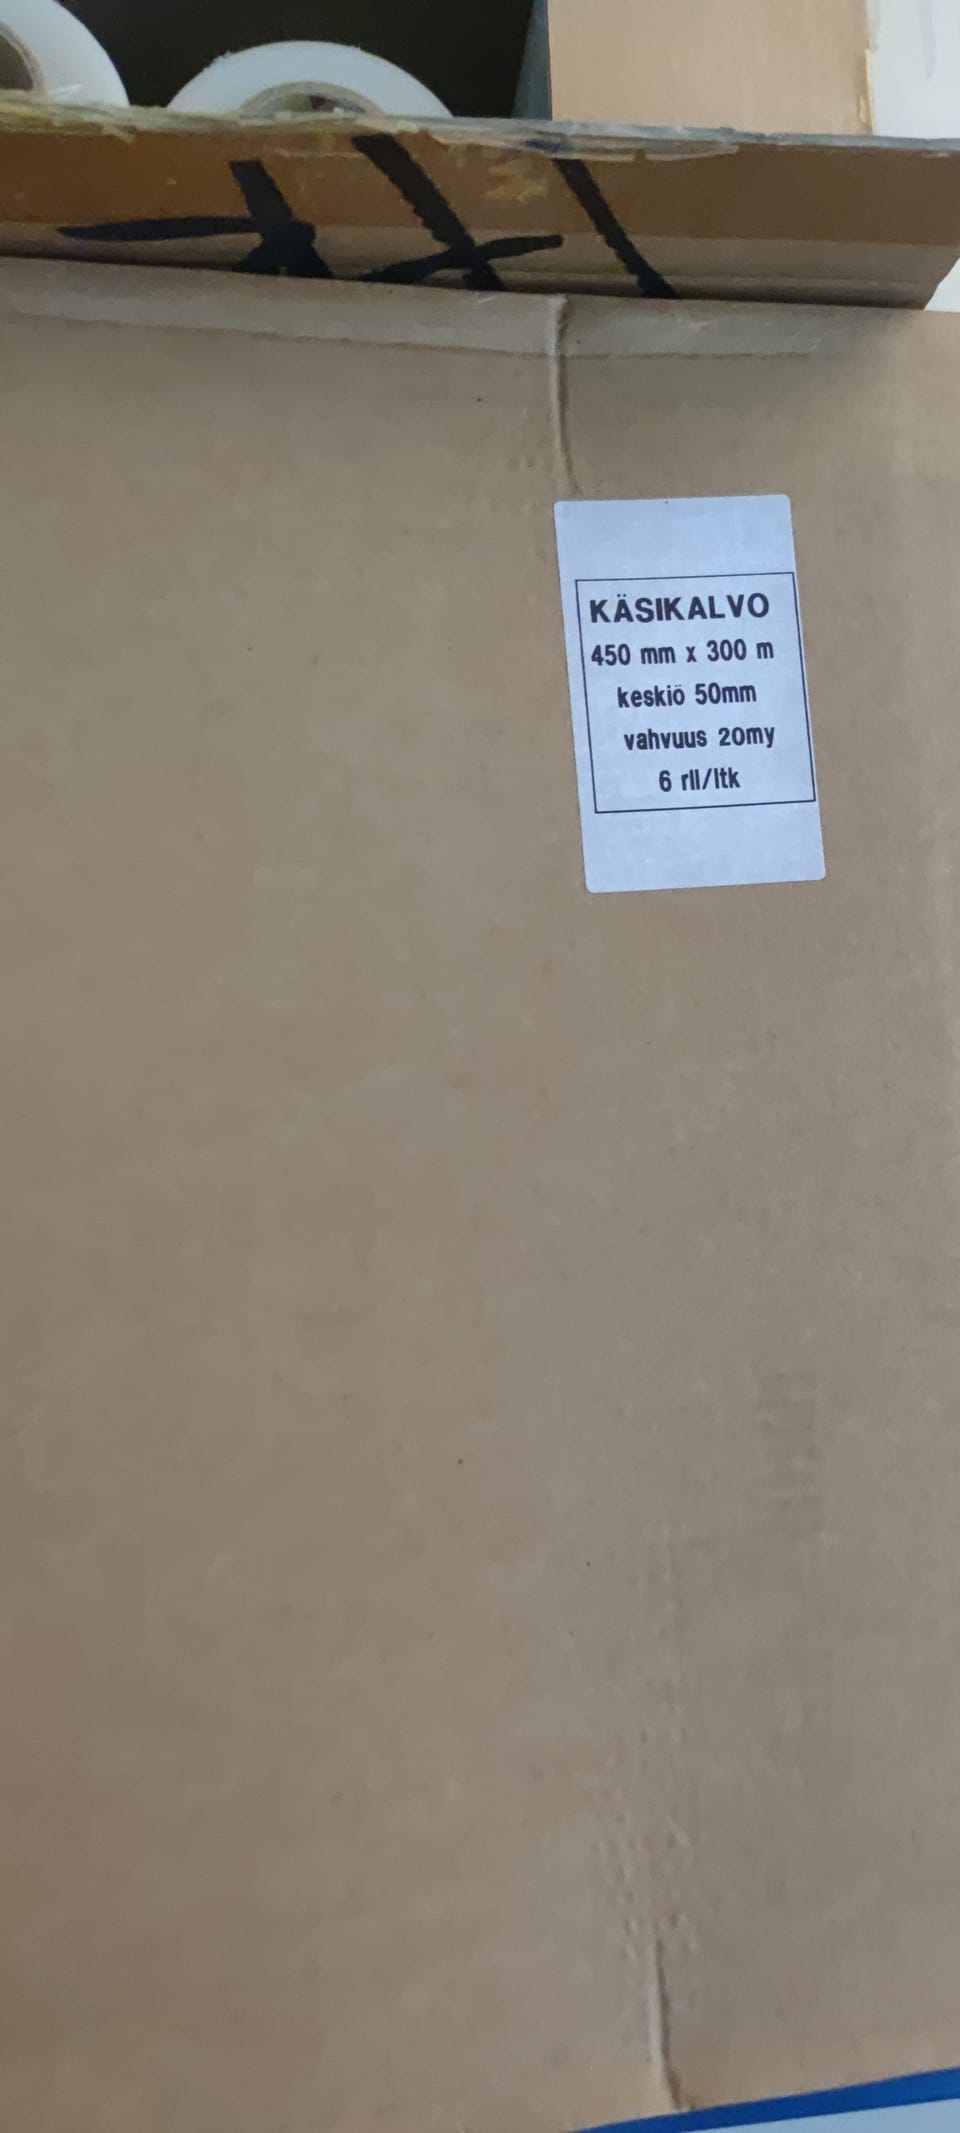 KÄSIKALVO
450 mm x 300 m
keskiö 50mm
vahvuus 20my
6 rll/ltk